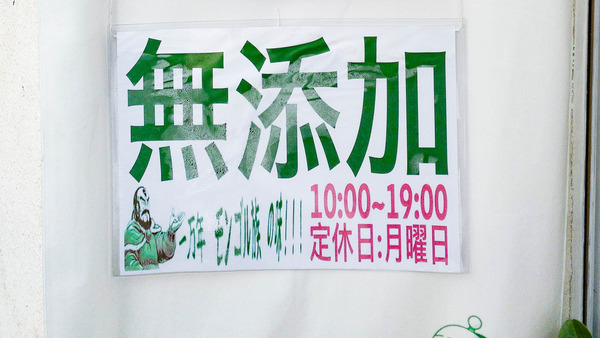 無添加
一万年 モンゴル族 の味!!!
10:00~19:00
定休日:月曜日